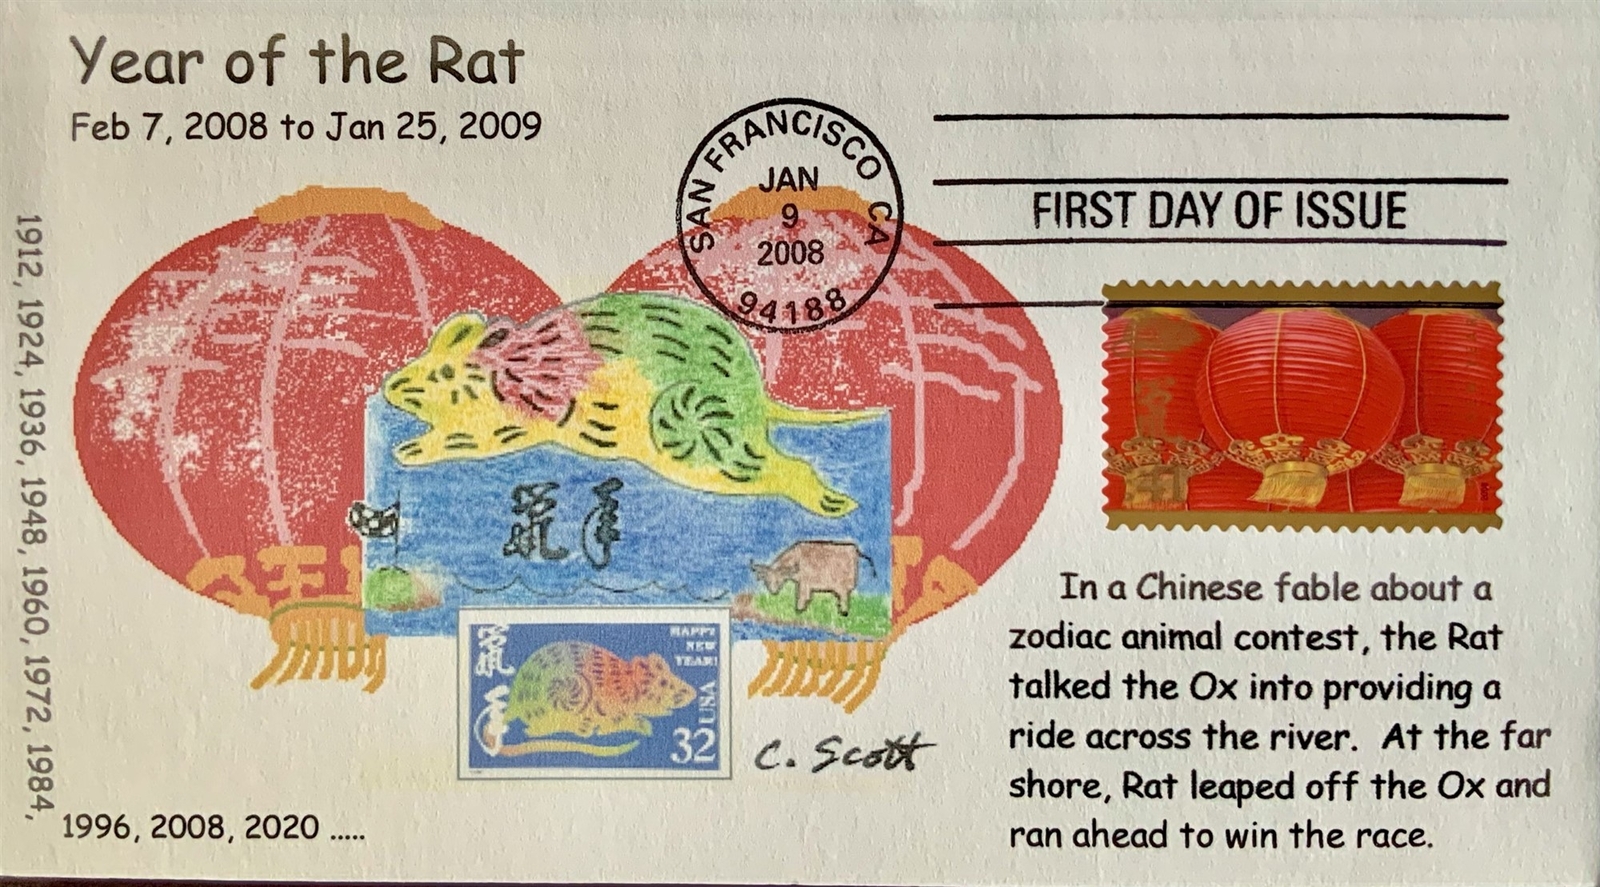 Year of the Rat
Feb 7, 2008 to Jan 25, 2009
SAN FRANCISCO CA
JAN
9
2008
94188
FIRST DAY OF ISSUE
1912, 1924, 1936, 1948, 1960, 1972, 1984,
1996, 2008, 2020 .....
鼠年
鼠年
HAPPY
NEW
YEAR!
USA
32
C. Scott
In a Chinese fable about a
zodiac animal contest, the Rat
talked the Ox into providing a
ride across the river. At the far
shore, Rat leaped off the Ox and
ran ahead to win the race.